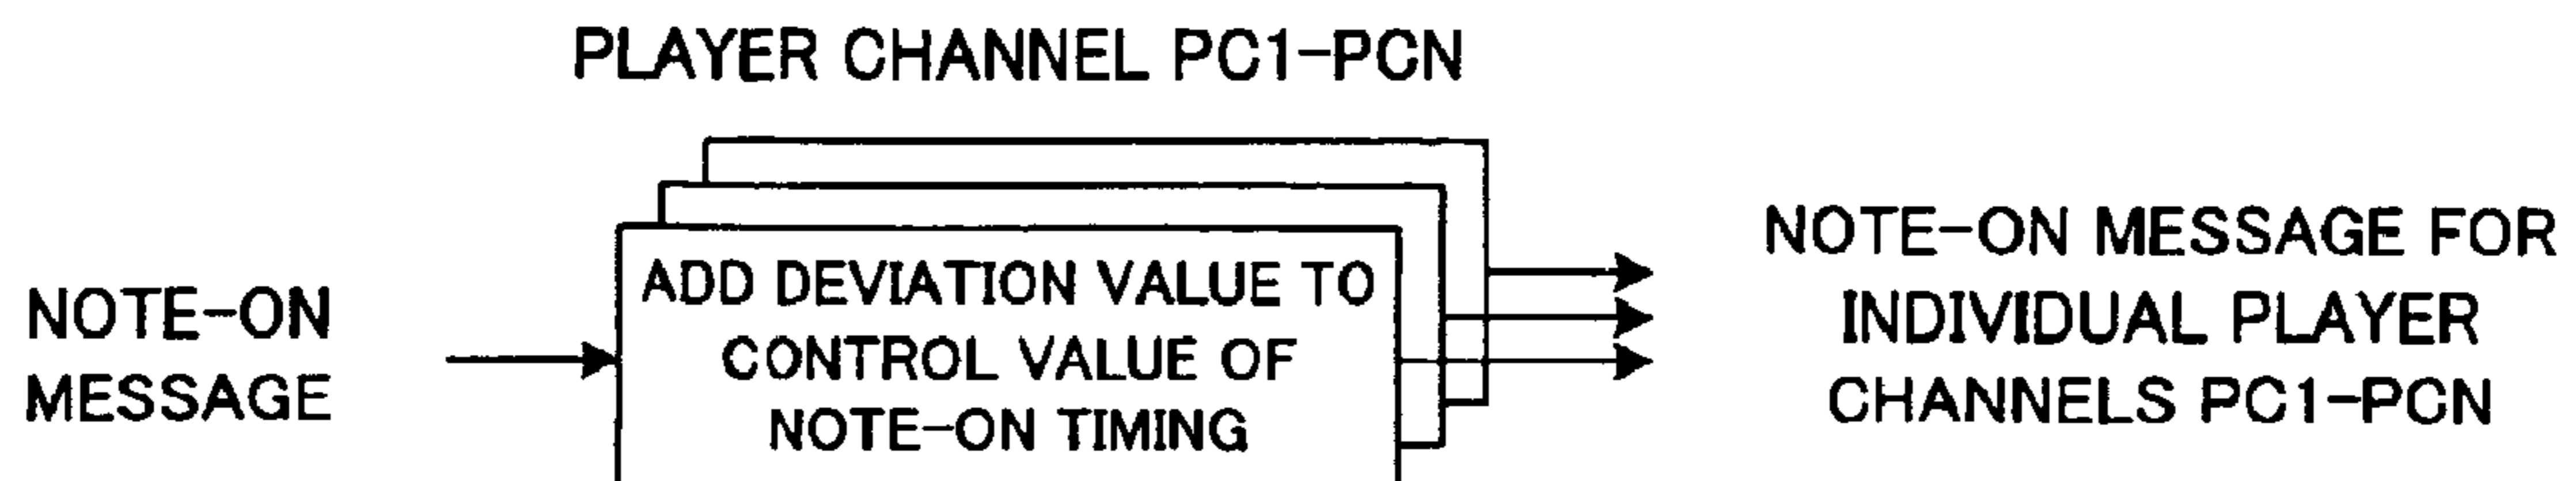 PLAYER CHANNEL PC1-PCN
NOTE-ON
MESSAGE
ADD DEVIATION VALUE TO
CONTROL VALUE OF
NOTE-ON TIMING
NOTE-ON MESSAGE FOR
INDIVIDUAL PLAYER
CHANNELS PC1-PCN